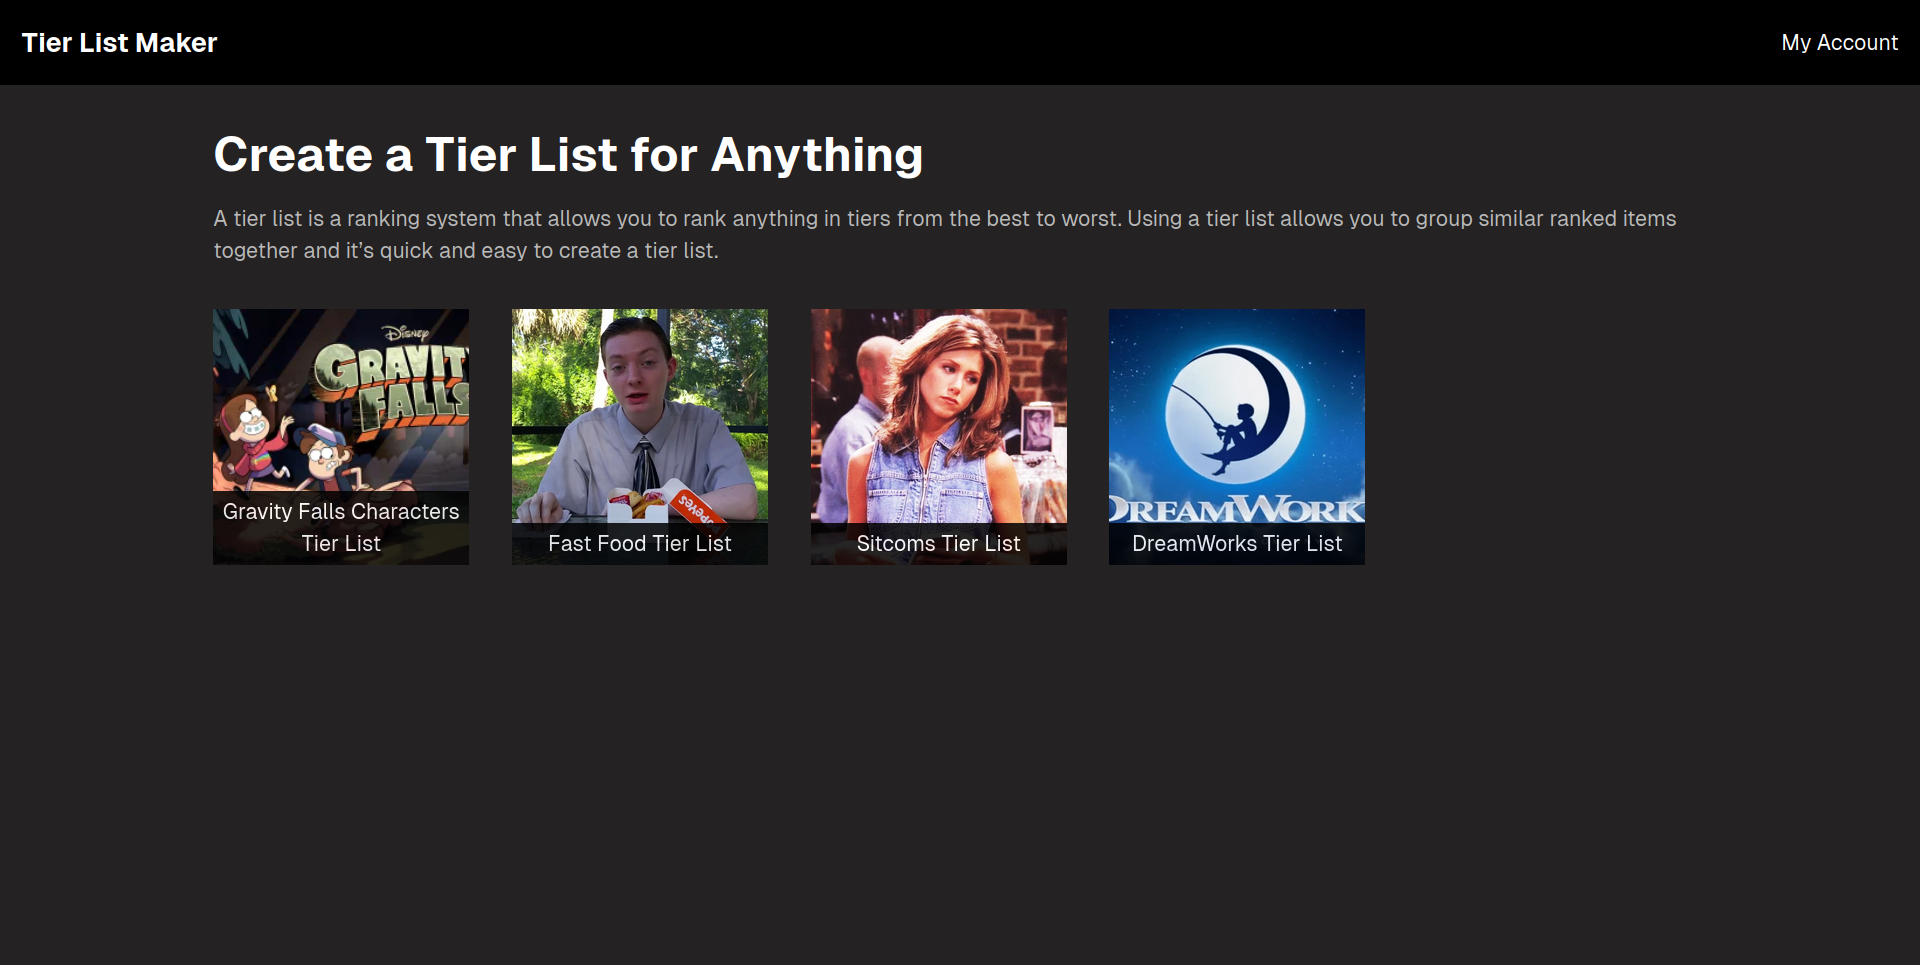 Tier List Maker
My Account
Create a Tier List for Anything
A tier list is a ranking system that allows you to rank anything in tiers from the best to worst. Using a tier list allows you to group similar ranked items
together and it’s quick and easy to create a tier list.
Disney
GRAVIT
FALLS
Gravity Falls Characters
Tier List
POPEYES
Fast Food Tier List
Sitcoms Tier List
DREAMWORK
DreamWorks Tier List